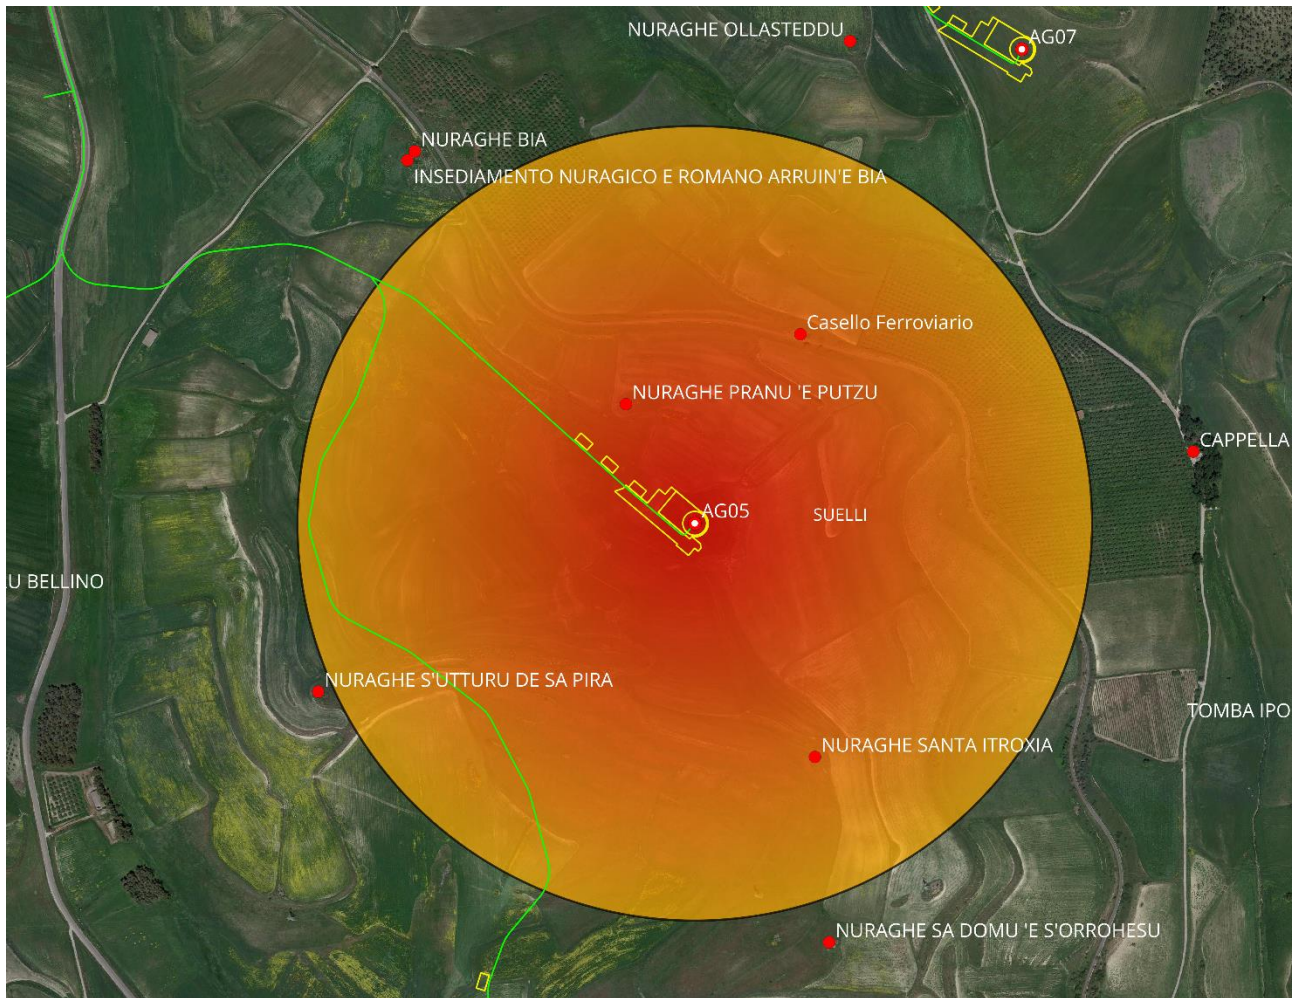 NURAGHE OLLASTEDDU
AG07
NURAGHE BIA
INSEDIAMENTO NURAGICO E ROMANO ARRUIN'E BIA
Casello Ferroviario
NURAGHE PRANU 'E PUTZU
CAPPELLA
AG05
SUELLI
U BELLINO
NURAGHE S'UTTURU DE SA PIRA
TOMBA IPO
NURAGHE SANTA ITROXIA
NURAGHE SA DOMU 'E S'ORROHESU